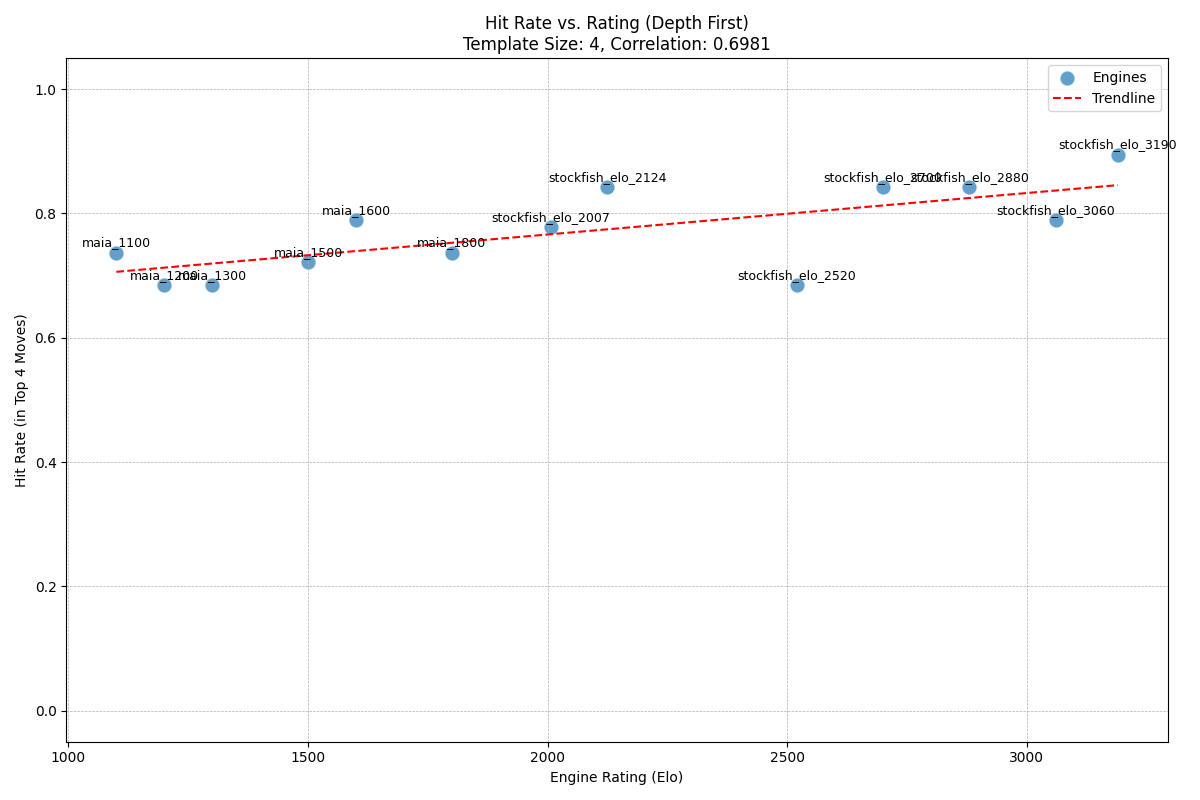 Hit Rate vs. Rating (Depth First)
Template Size: 4, Correlation: 0.6981
Engines
Trendline
stockfish_elo_3190
stockfish_elo_2124
stockfish_elo_2700
stockfish_elo_2880
maia_1600
stockfish_elo_2007
stockfish_elo_3060
maia_1100
maia_1800
maia_1500
maia_1200
maia_1300
stockfish_elo_2520
Hit Rate (in Top 4 Moves)
1.0
0.8
0.6
0.4
0.2
0.0
1000 1500 2000 2500 3000
Engine Rating (Elo)